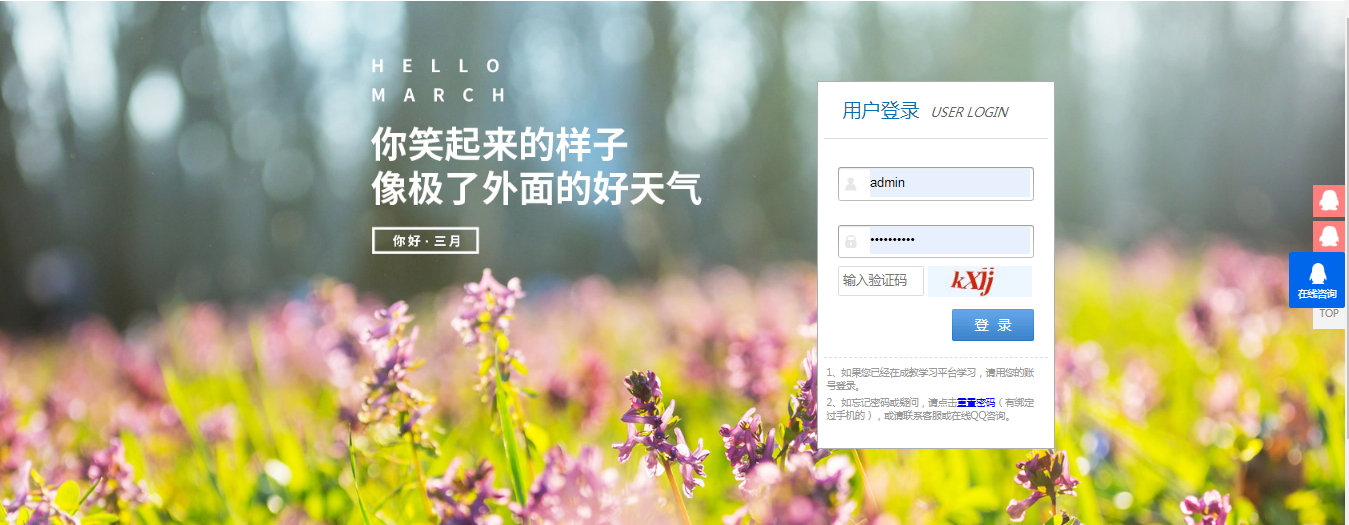 HELLO
MARCH
你笑起来的样子
像极了外面的好天气
你好·三月
用户登录 USER LOGIN
admin
••••••••••
输入验证码 kXjj
登 录
1、如果您已经在成教学习平台学习，请用您的账
号登录。
2、如忘记密码或疑问，请点击重置密码（有绑定
过手机的），或请联系客服或在线QQ咨询。
在线咨询
TOP